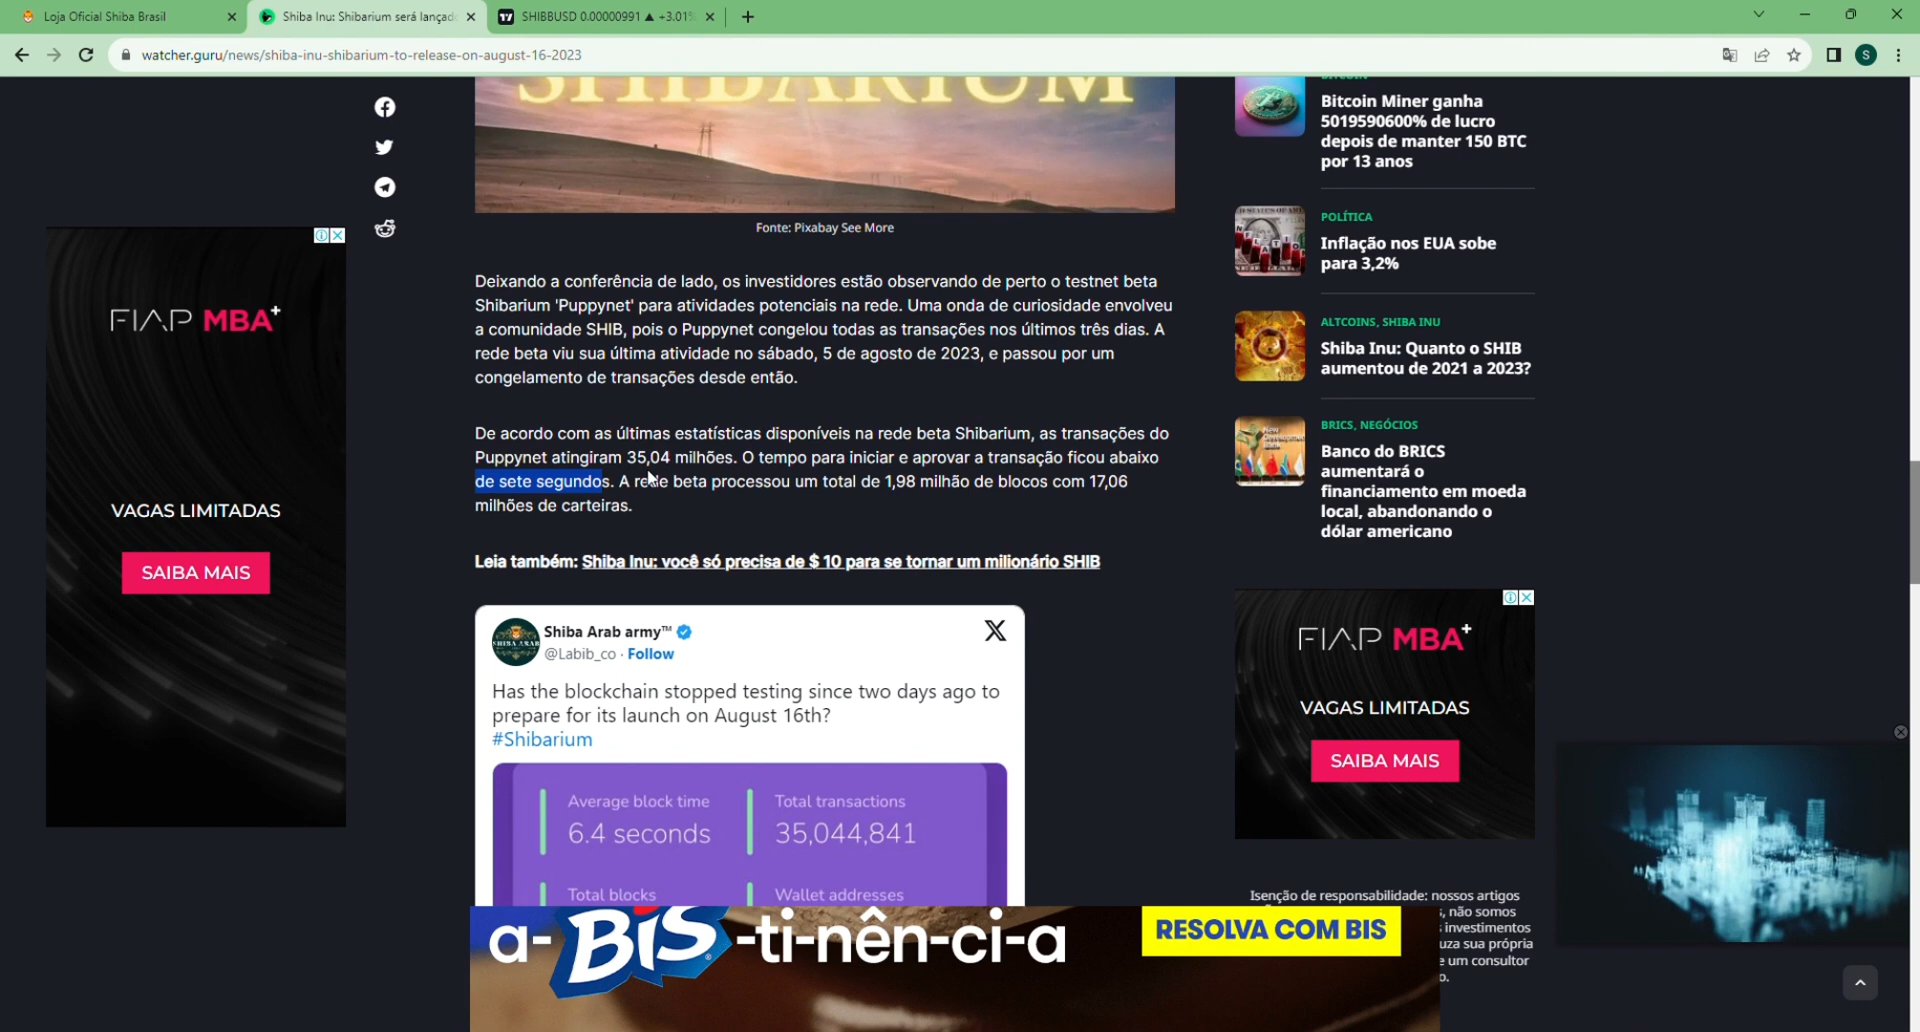 Loja Oficial Shiba Brasil
Shiba Inu: Shibarium será lançado
SHIBBUSD 0.00000991 ▲ +3.01%
watcher.guru/news/shiba-inu-shibarium-to-release-on-august-16-2023
S
SHIBARIUM
Fonte: Pixabay See More
Deixando a conferência de lado, os investidores estão observando de perto o testnet beta
Shibarium 'Puppynet' para atividades potenciais na rede. Uma onda de curiosidade envolveu
a comunidade SHIB, pois o Puppynet congelou todas as transações nos últimos três dias. A
rede beta viu sua última atividade no sábado, 5 de agosto de 2023, e passou por um
congelamento de transações desde então.
De acordo com as últimas estatísticas disponíveis na rede beta Shibarium, as transações do
Puppynet atingiram 35,04 milhões. O tempo para iniciar e aprovar a transação ficou abaixo
de sete segundos. A rede beta processou um total de 1,98 milhão de blocos com 17,06
milhões de carteiras.
Leia também: Shiba Inu: você só precisa de $ 10 para se tornar um milionário SHIB
Shiba Arab army™
@Labib_co · Follow
Has the blockchain stopped testing since two days ago to
prepare for its launch on August 16th?
#Shibarium
Average block time
6.4 seconds
Total transactions
35,044,841
Total blocks
Wallet addresses
FIAP MBA+
VAGAS LIMITADAS
SAIBA MAIS
BITCOIN
Bitcoin Miner ganha
5019590600% de lucro
depois de manter 150 BTC
por 13 anos
POLÍTICA
Inflação nos EUA sobe
para 3,2%
ALTCOINS, SHIBA INU
Shiba Inu: Quanto o SHIB
aumentou de 2021 a 2023?
BRICS, NEGÓCIOS
Banco do BRICS
aumentará o
financiamento em moeda
local, abandonando o
dólar americano
FIAP MBA+
VAGAS LIMITADAS
SAIBA MAIS
Isenção de responsabilidade: nossos artigos
, não somos
investimentos
uza sua própria
e um consultor
o.
a-BIS-ti-nên-ci-a
RESOLVA COM BIS